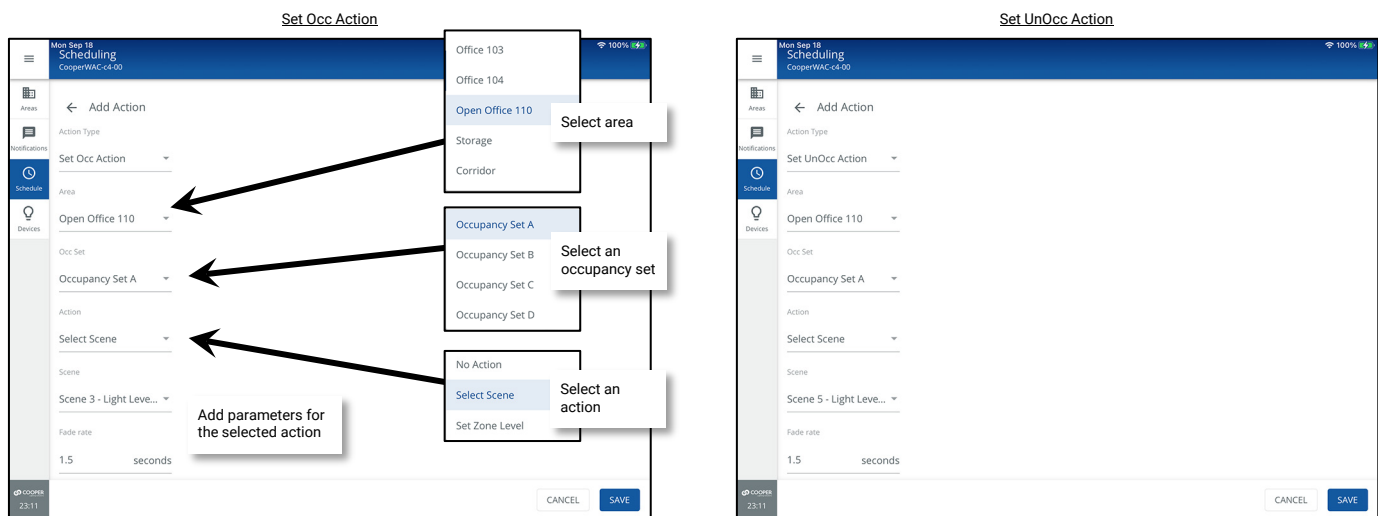 Set Occ Action
Mon Sep 18
100%
Scheduling
CooperWAC-c4-00
Areas
Notifications
Schedule
Devices
Add Action
Action Type
Set Occ Action
Area
Open Office 110
Occ Set
Occupancy Set A
Action
Select Scene
Scene
Scene 3 - Light Leve...
Fade rate
1.5 seconds
Office 103
Office 104
Open Office 110
Storage
Corridor
Select area
Occupancy Set A
Occupancy Set B
Occupancy Set C
Occupancy Set D
Select an
occupancy set
No Action
Select Scene
Set Zone Level
Select an
action
Add parameters for
the selected action
COOPER
23:11
CANCEL
SAVE
Set UnOcc Action
Mon Sep 18
100%
Scheduling
CooperWAC-c4-00
Areas
Notifications
Schedule
Devices
Add Action
Action Type
Set UnOcc Action
Area
Open Office 110
Occ Set
Occupancy Set A
Action
Select Scene
Scene
Scene 5 - Light Leve...
Fade rate
1.5 seconds
COOPER
23:11
CANCEL
SAVE